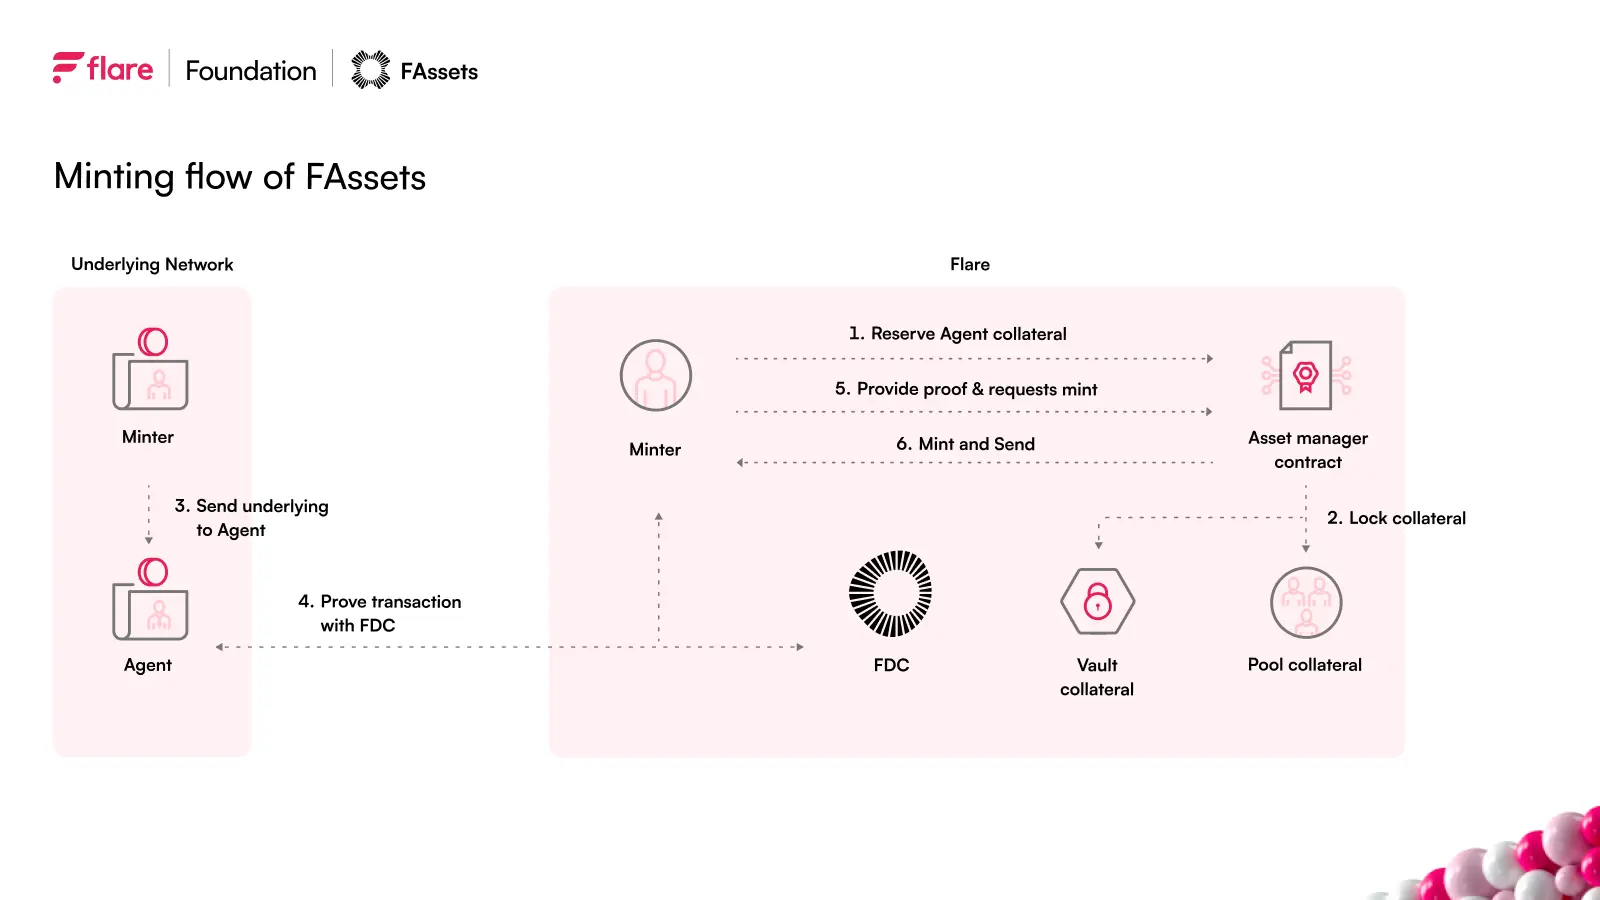 flare Foundation FAssets
Minting flow of FAssets
Underlying Network
Flare
Minter
3. Send underlying
to Agent
Agent
4. Prove transaction
with FDC
1. Reserve Agent collateral
5. Provide proof & requests mint
6. Mint and Send
Minter
Asset manager
contract
2. Lock collateral
FDC
Vault
collateral
Pool collateral